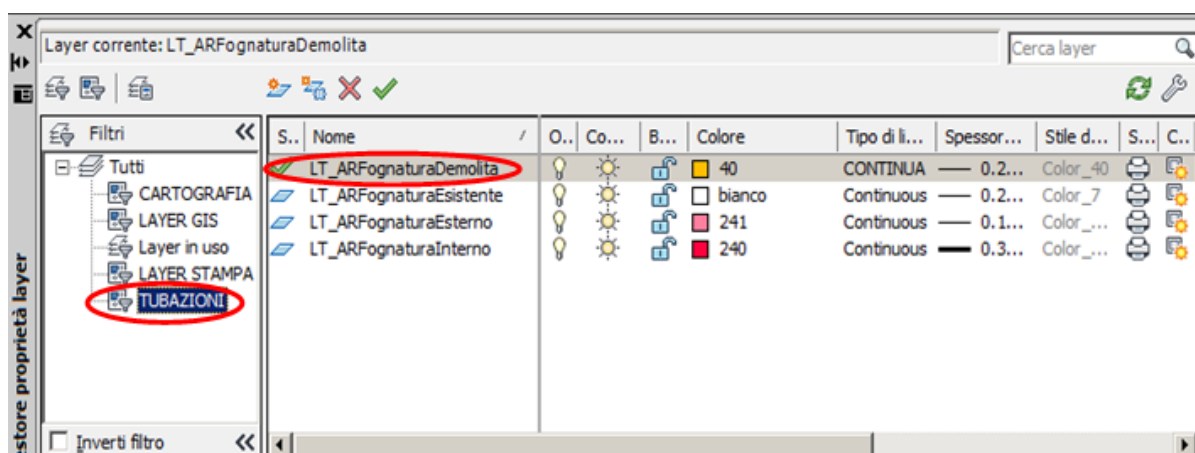 Layer corrente: LT_ARFognaturaDemolita
Cerca layer
Filtri
S.. Nome / O.. Co... B... Colore Tipo di li... Spessor... Stile d... S... C..
Tutti
LT_ARFognaturaDemolita 40 CONTINUA 0.2... Color_40
CARTOGRAFIA
LT_ARFognaturaEsistente bianco Continuous 0.2... Color_7
LAYER GIS
LT_ARFognaturaEsterno 241 Continuous 0.1... Color_...
Layer in uso
LT_ARFognaturaInterno 240 Continuous 0.3... Color_...
LAYER STAMPA
TUBAZIONI
Inverti filtro
estore proprietà layer